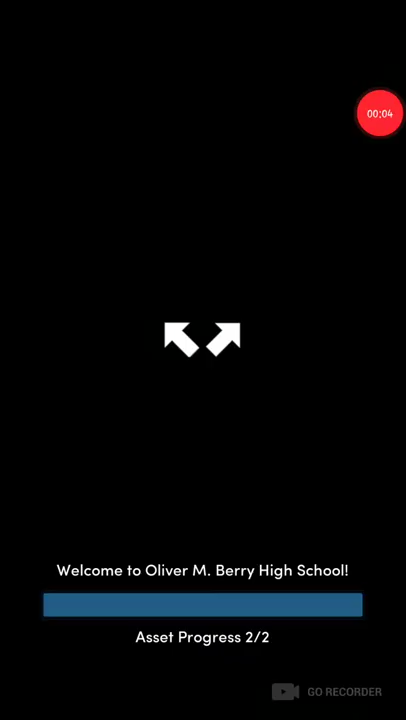 00:04
Welcome to Oliver M. Berry High School!
Asset Progress 2/2
GO RECORDER